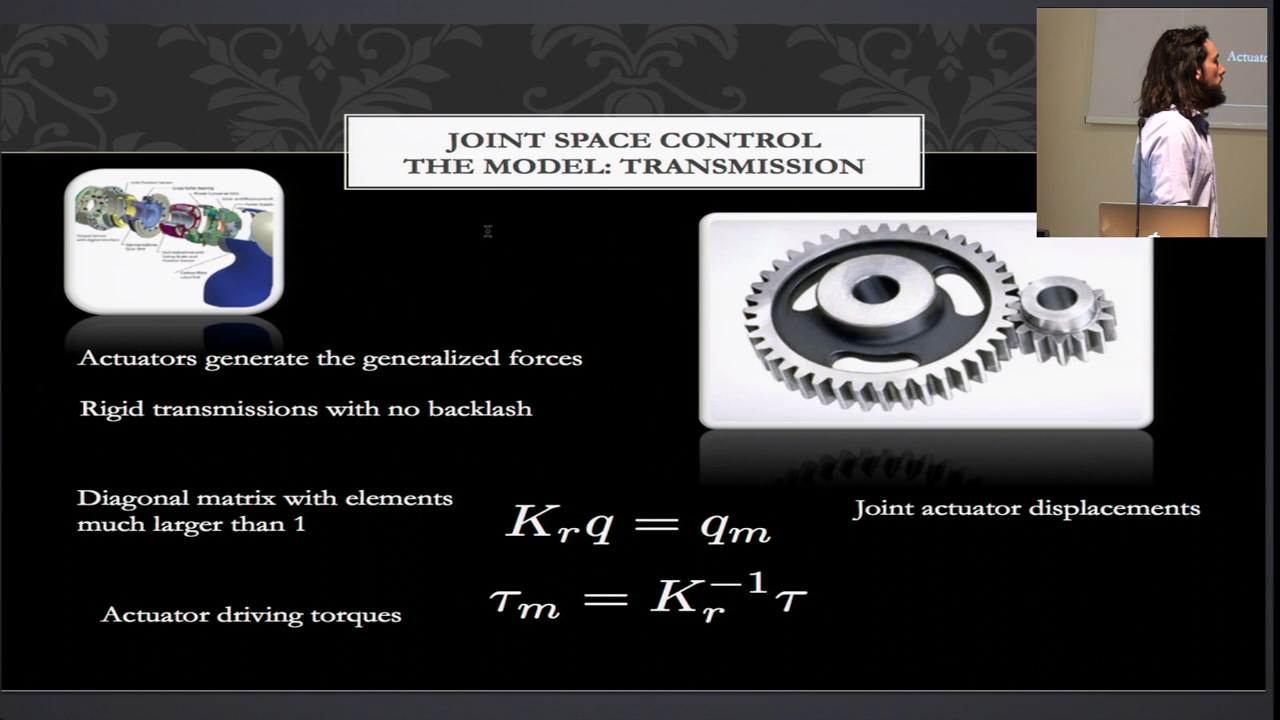 JOINT SPACE CONTROL
THE MODEL: TRANSMISSION
Actuators generate the generalized forces
Rigid transmissions with no backlash
Diagonal matrix with elements
much larger than 1
K_r q = q_m
Joint actuator displacements
Actuator driving torques
τ_m = K_r^{-1} τ